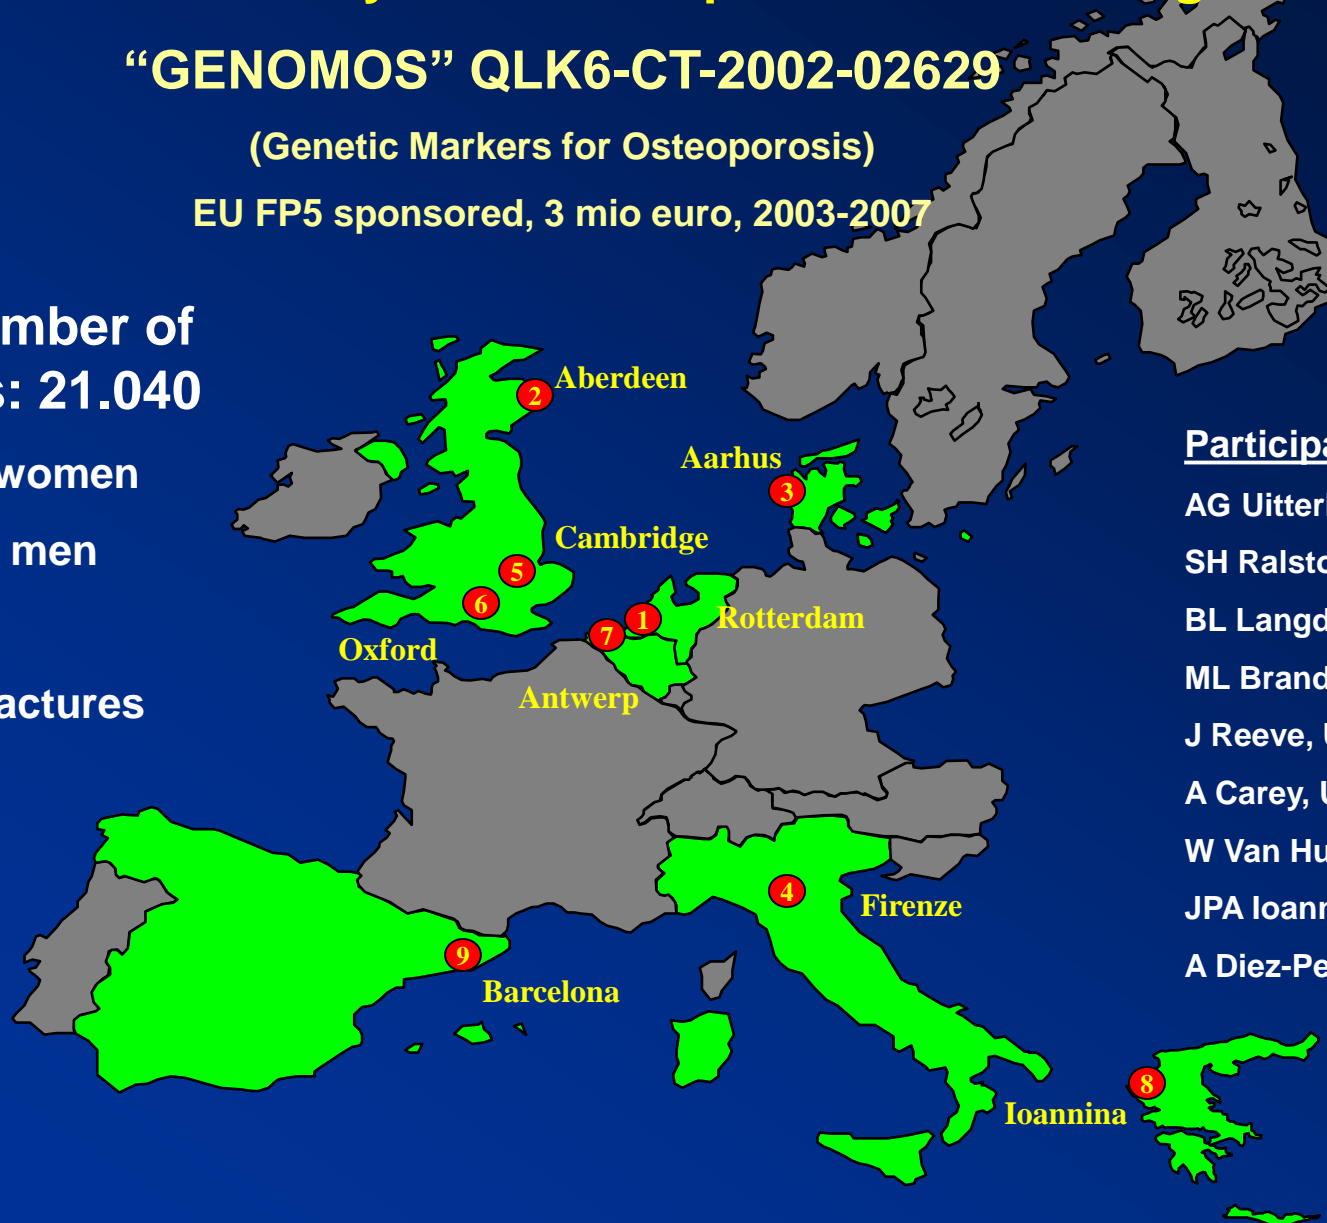 “GENOMOS” QLK6-CT-2002-02629
(Genetic Markers for Osteoporosis)
EU FP5 sponsored, 3 mio euro, 2003-2007
mber of
s: 21.040
women
men
actures
2 Aberdeen
Aarhus
3
Cambridge
5
6
Oxford
1
Rotterdam
7
Antwerp
4
Firenze
9
Barcelona
8
Ioannina
Participa
AG Uitterl
SH Ralsto
BL Langd
ML Brand
J Reeve, U
A Carey, U
W Van Hu
JPA Ioann
A Diez-Pe